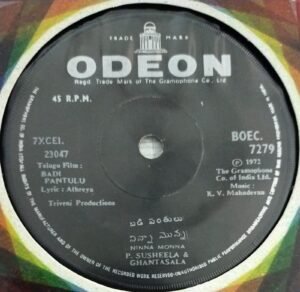 TRADE MARK
ODEON
Regd. Trade Mark of The Gramophone Co. Ltd
45 R.P.M.
7XCEI.
23047
Telugu Film :
BADI
PANTULU
Lyric : Athreya
Triveni Productions
BOEC.
7279
Ⓟ 1972
The Gramophone
Co. of India Ltd.
Music :
K. V. Mahadevan
బడి పంతులు
నిన్నా మొన్నా
NINNA MONNA
P. SUSHEELA &
GHANTASALA